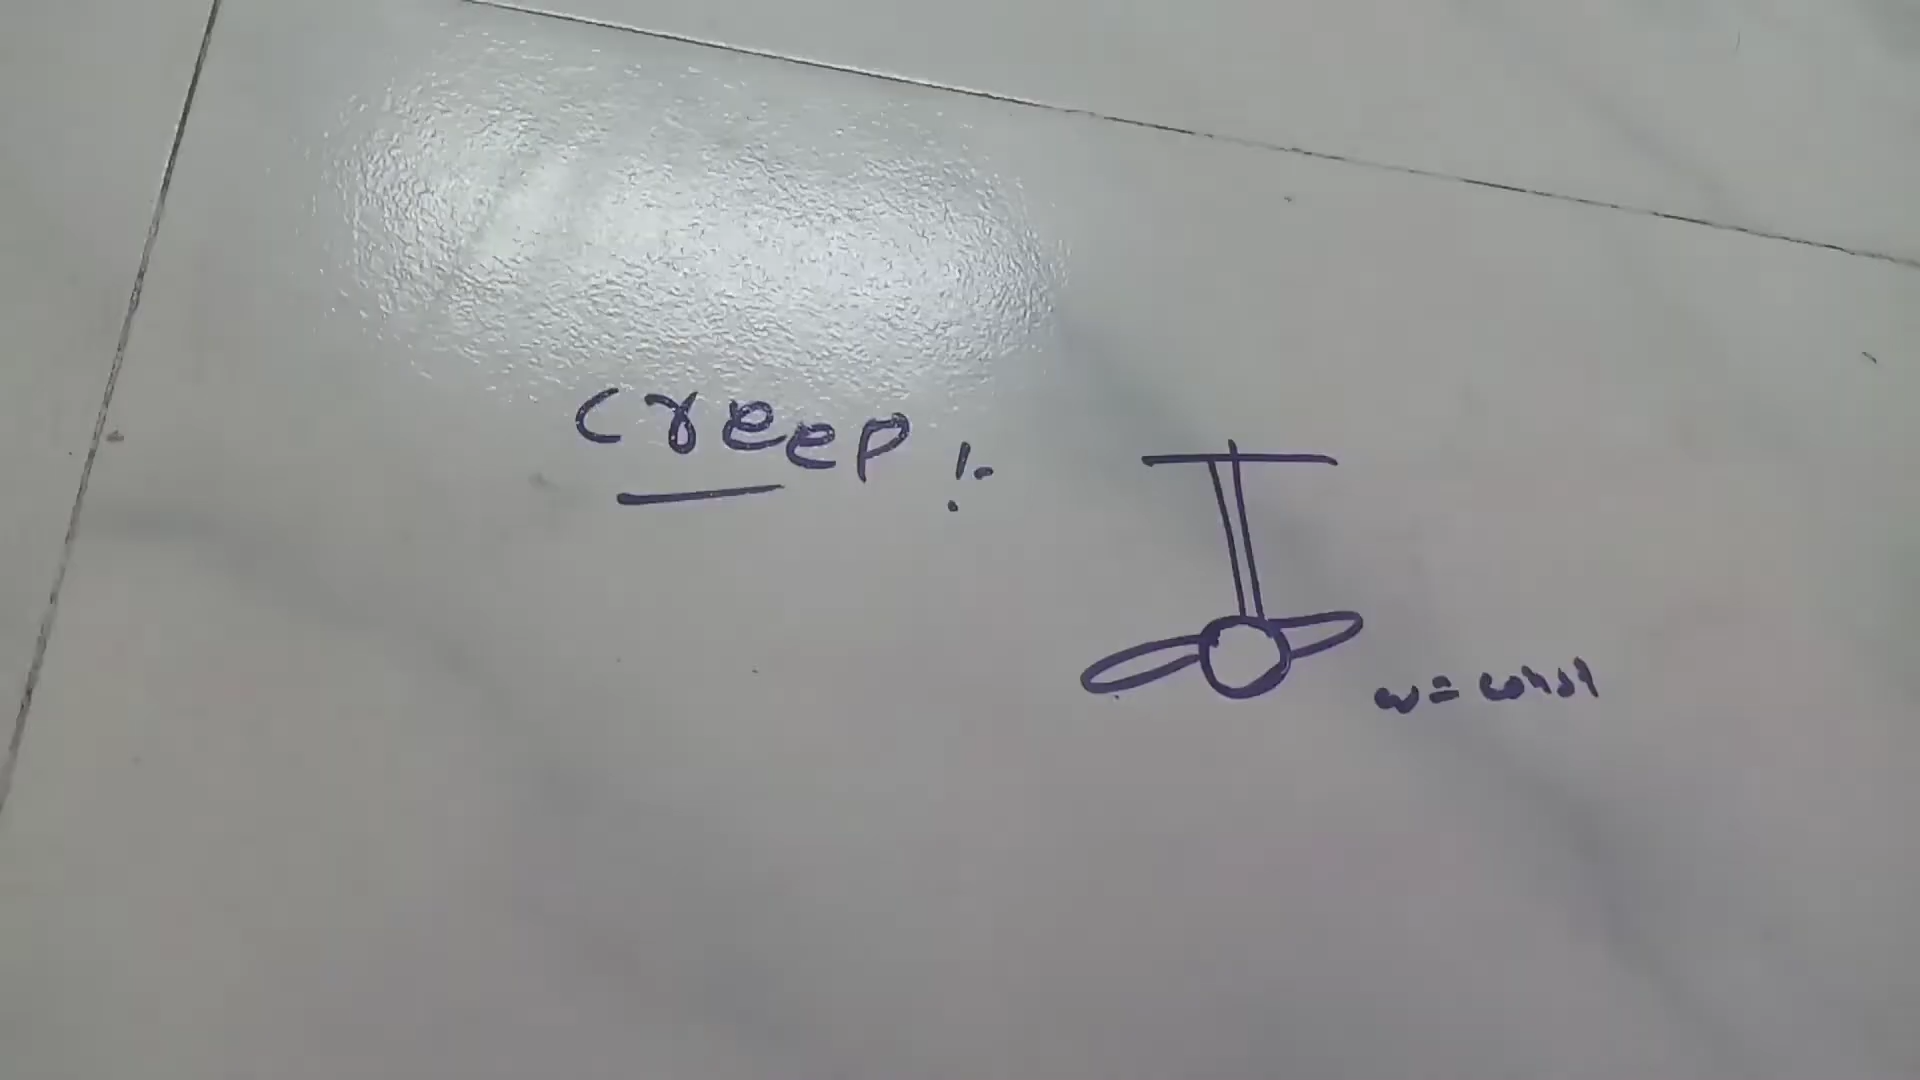 creep :-
w = const